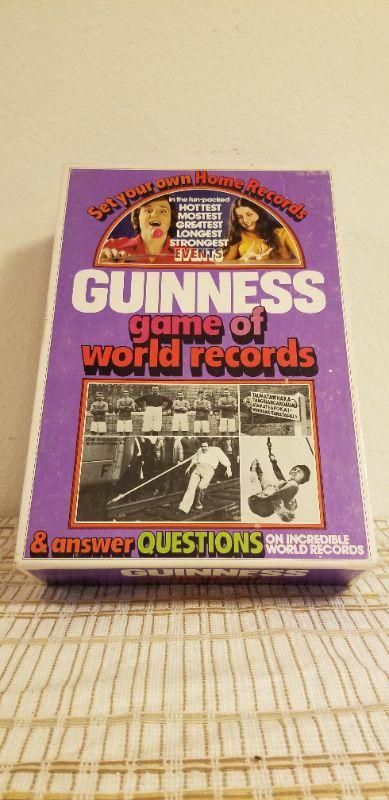 Set your own Home Records
in the fun-packed
HOTTEST
MOSTEST
GREATEST
LONGEST
STRONGEST
EVENTS
GUINNESS
game of
world records
F
& answer QUESTIONS ON INCREDIBLE
WORLD RECORDS
GUINNESS